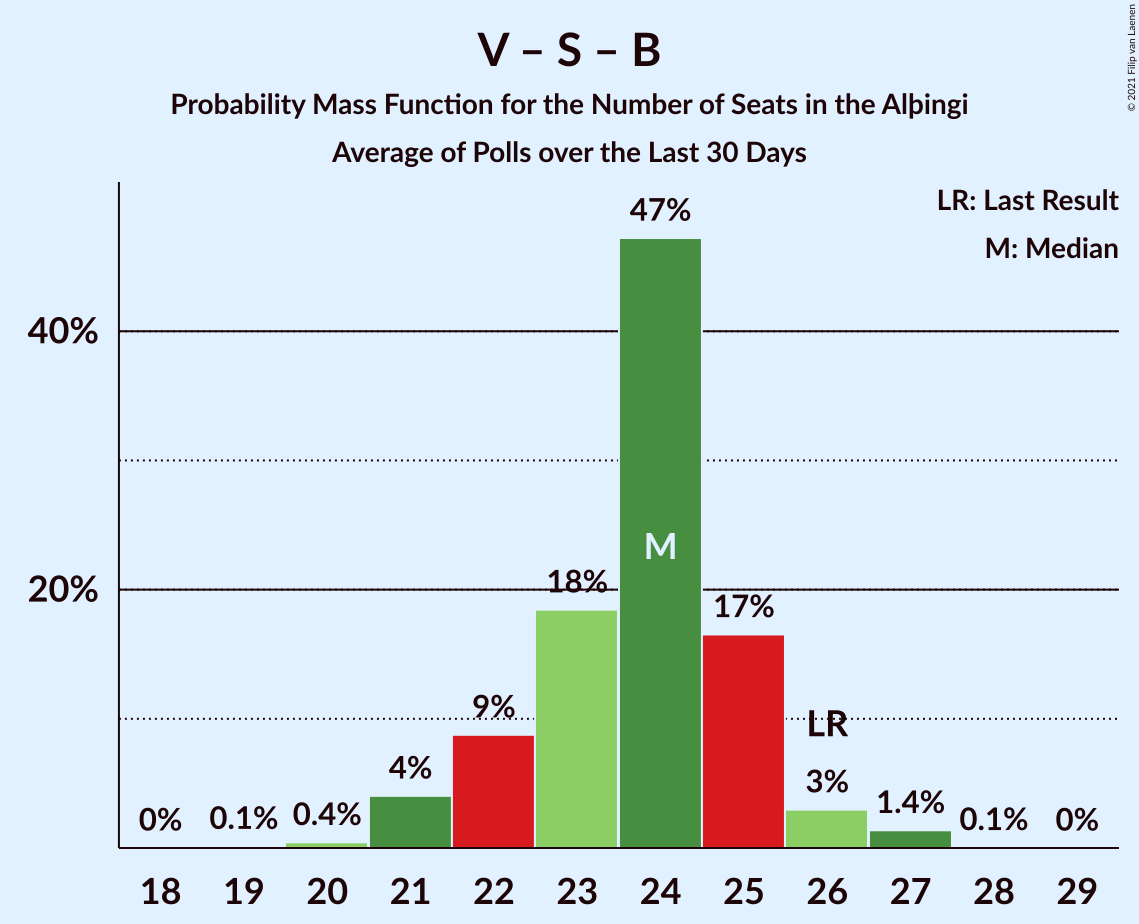 V – S – B
Probability Mass Function for the Number of Seats in the Alþingi
Average of Polls over the Last 30 Days
© 2021 Filip van Laenen
LR: Last Result
M: Median
40%
20%
0%
0.1%
0.4%
4%
9%
18%
47%
M
17%
LR
3%
1.4%
0.1%
0%
18 19 20 21 22 23 24 25 26 27 28 29